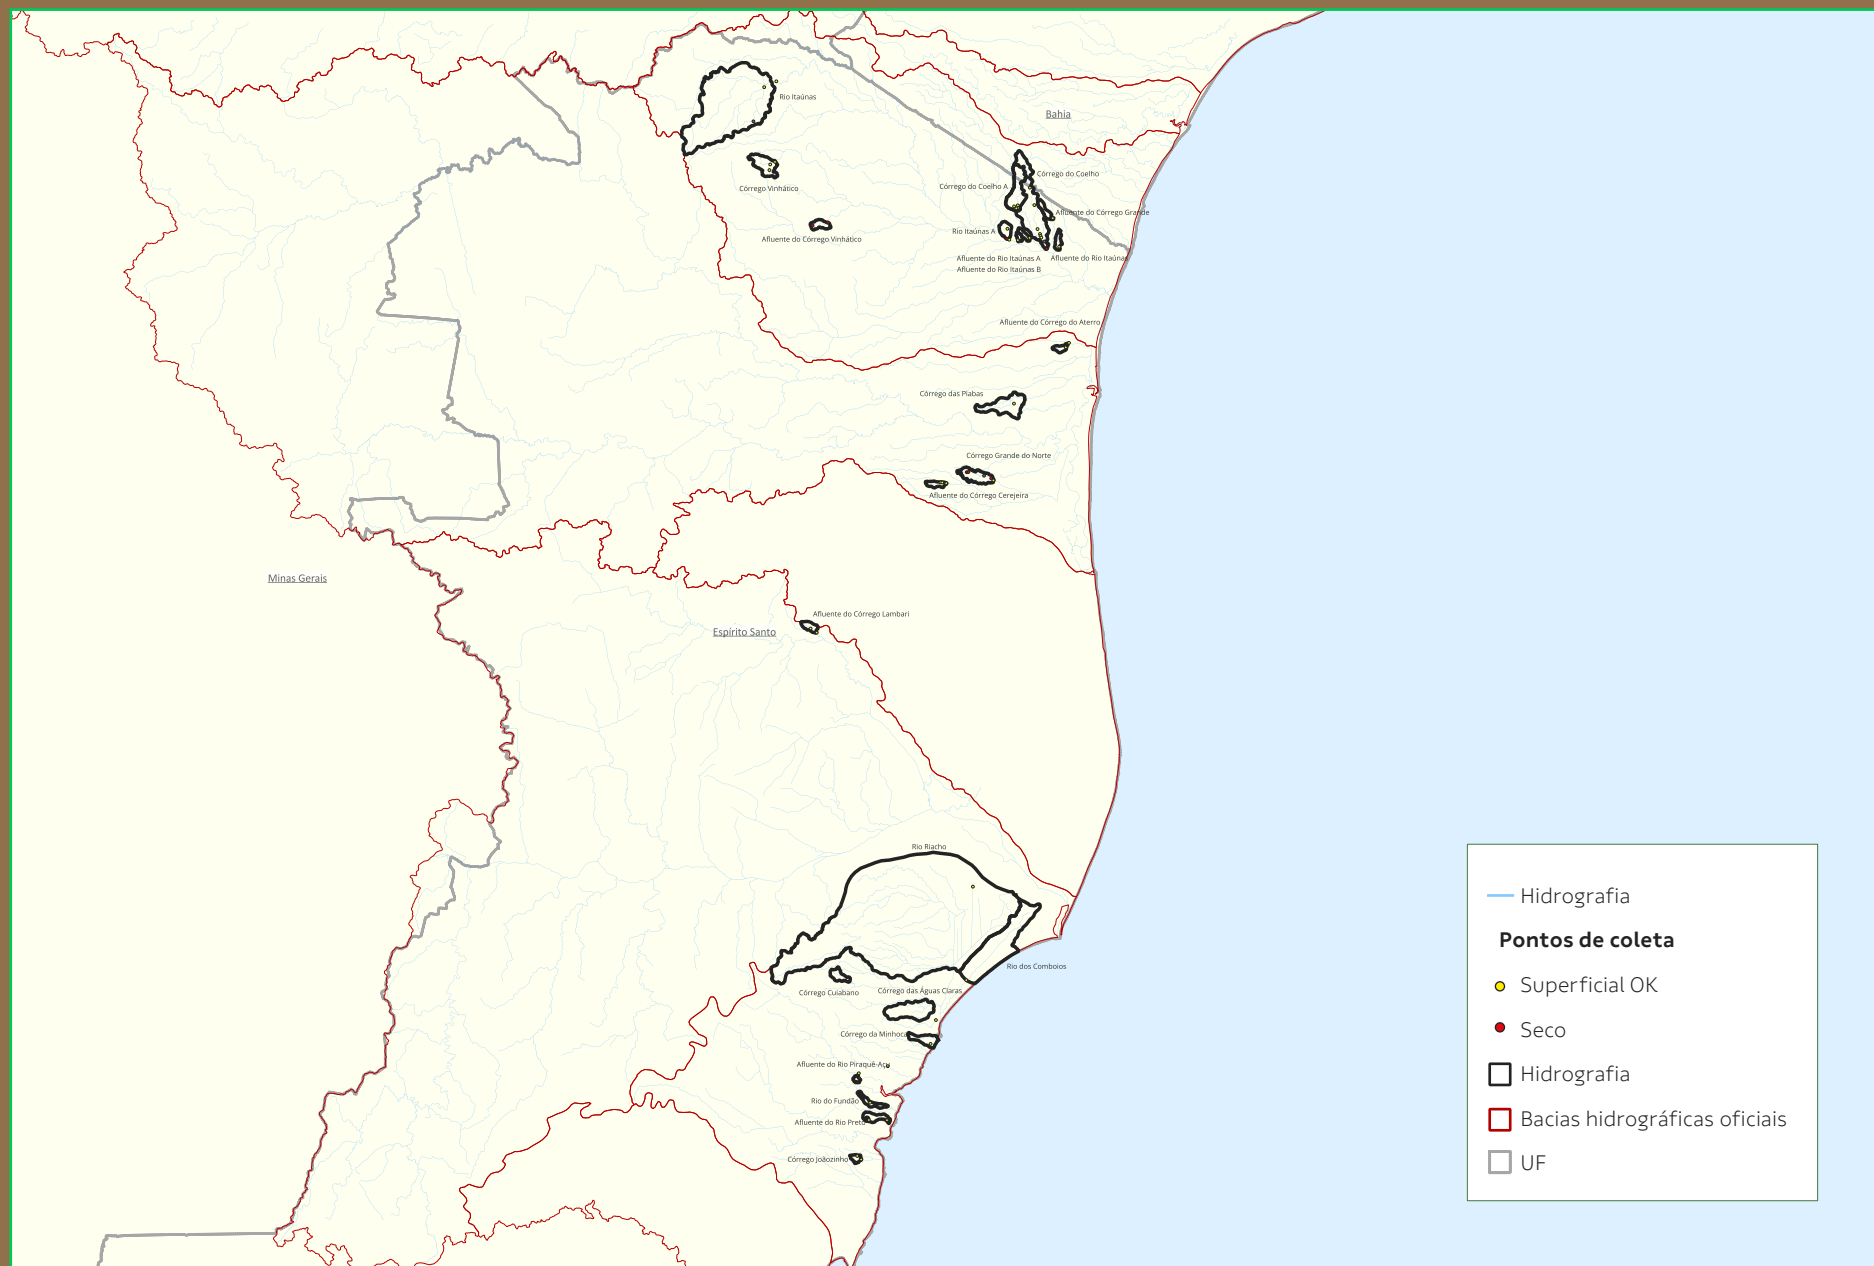 Rio Itaúnas
Bahia
Córrego do Coelho
Córrego Vinhático
Córrego do Coelho A
Afluente do Córrego Grande
Rio Itaúnas A
Afluente do Córrego Vinhático
Afluente do Rio Itaúnas A
Afluente do Rio Itaúnas
Afluente do Rio Itaúnas B
Afluente do Córrego do Aterro
Córrego das Piabas
Córrego Grande do Norte
Afluente do Córrego Cerejeira
Minas Gerais
Afluente do Córrego Lambari
Espírito Santo
Rio Riacho
Rio dos Comboios
Córrego Cuiabano
Córrego das Águas Claras
Córrego da Minhoca
Afluente do Rio Piraquê-Açu
Rio do Fundão
Afluente do Rio Preto
Córrego Joãozinho
Hidrografia
Pontos de coleta
Superficial OK
Seco
Hidrografia
Bacias hidrográficas oficiais
UF